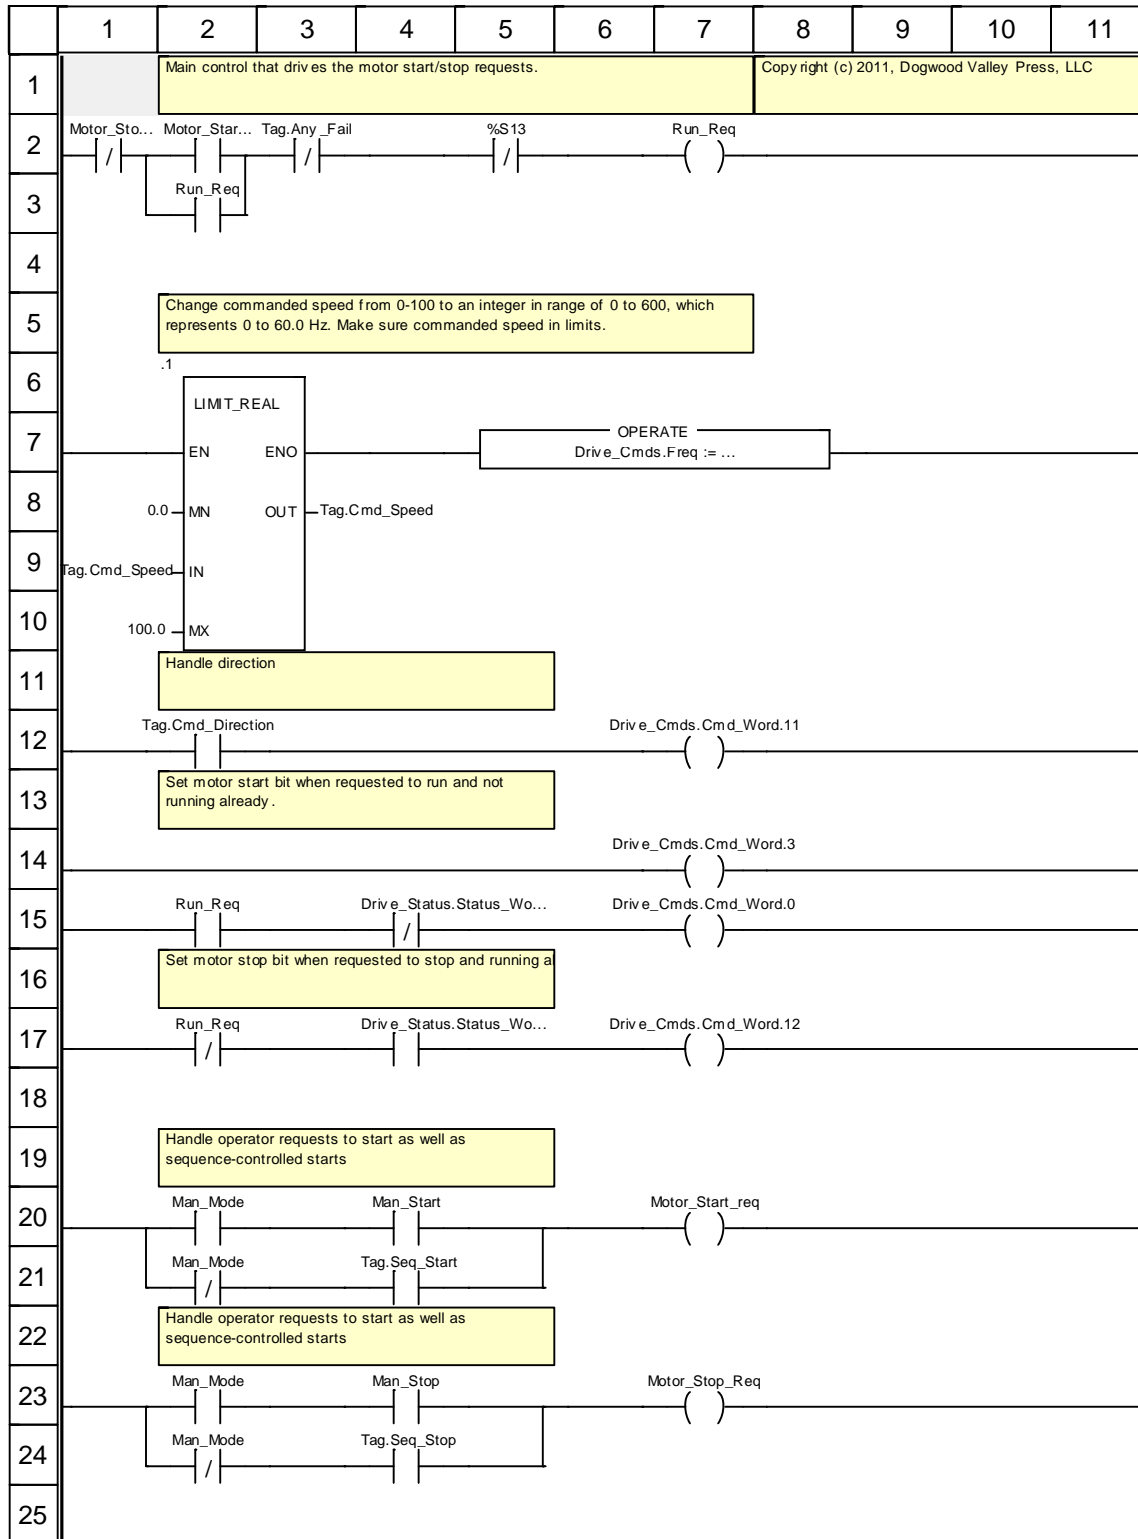 1 2 3 4 5 6 7 8 9 10 11
1
Main control that drives the motor start/stop requests.
Copyright (c) 2011, Dogwood Valley Press, LLC
2
Motor_Sto... Motor_Star... Tag.Any_Fail %S13 Run_Req
/ / /
3
Run_Req
4
5
Change commanded speed from 0-100 to an integer in range of 0 to 600, which
represents 0 to 60.0 Hz. Make sure commanded speed in limits.
6
.1
LIMIT_REAL
7
EN ENO
OPERATE
Drive_Cmds.Freq := ...
8
0.0 MN OUT Tag.Cmd_Speed
9
Tag.Cmd_Speed IN
10
100.0 MX
11
Handle direction
12
Tag.Cmd_Direction Drive_Cmds.Cmd_Word.11
13
Set motor start bit when requested to run and not
running already.
14
Drive_Cmds.Cmd_Word.3
15
Run_Req Drive_Status.Status_Wo... Drive_Cmds.Cmd_Word.0
/
16
Set motor stop bit when requested to stop and running al
17
Run_Req Drive_Status.Status_Wo... Drive_Cmds.Cmd_Word.12
/
18
19
Handle operator requests to start as well as
sequence-controlled starts
20
Man_Mode Man_Start Motor_Start_req
21
Man_Mode Tag.Seq_Start
/
22
Handle operator requests to start as well as
sequence-controlled starts
23
Man_Mode Man_Stop Motor_Stop_Req
24
Man_Mode Tag.Seq_Stop
/
25